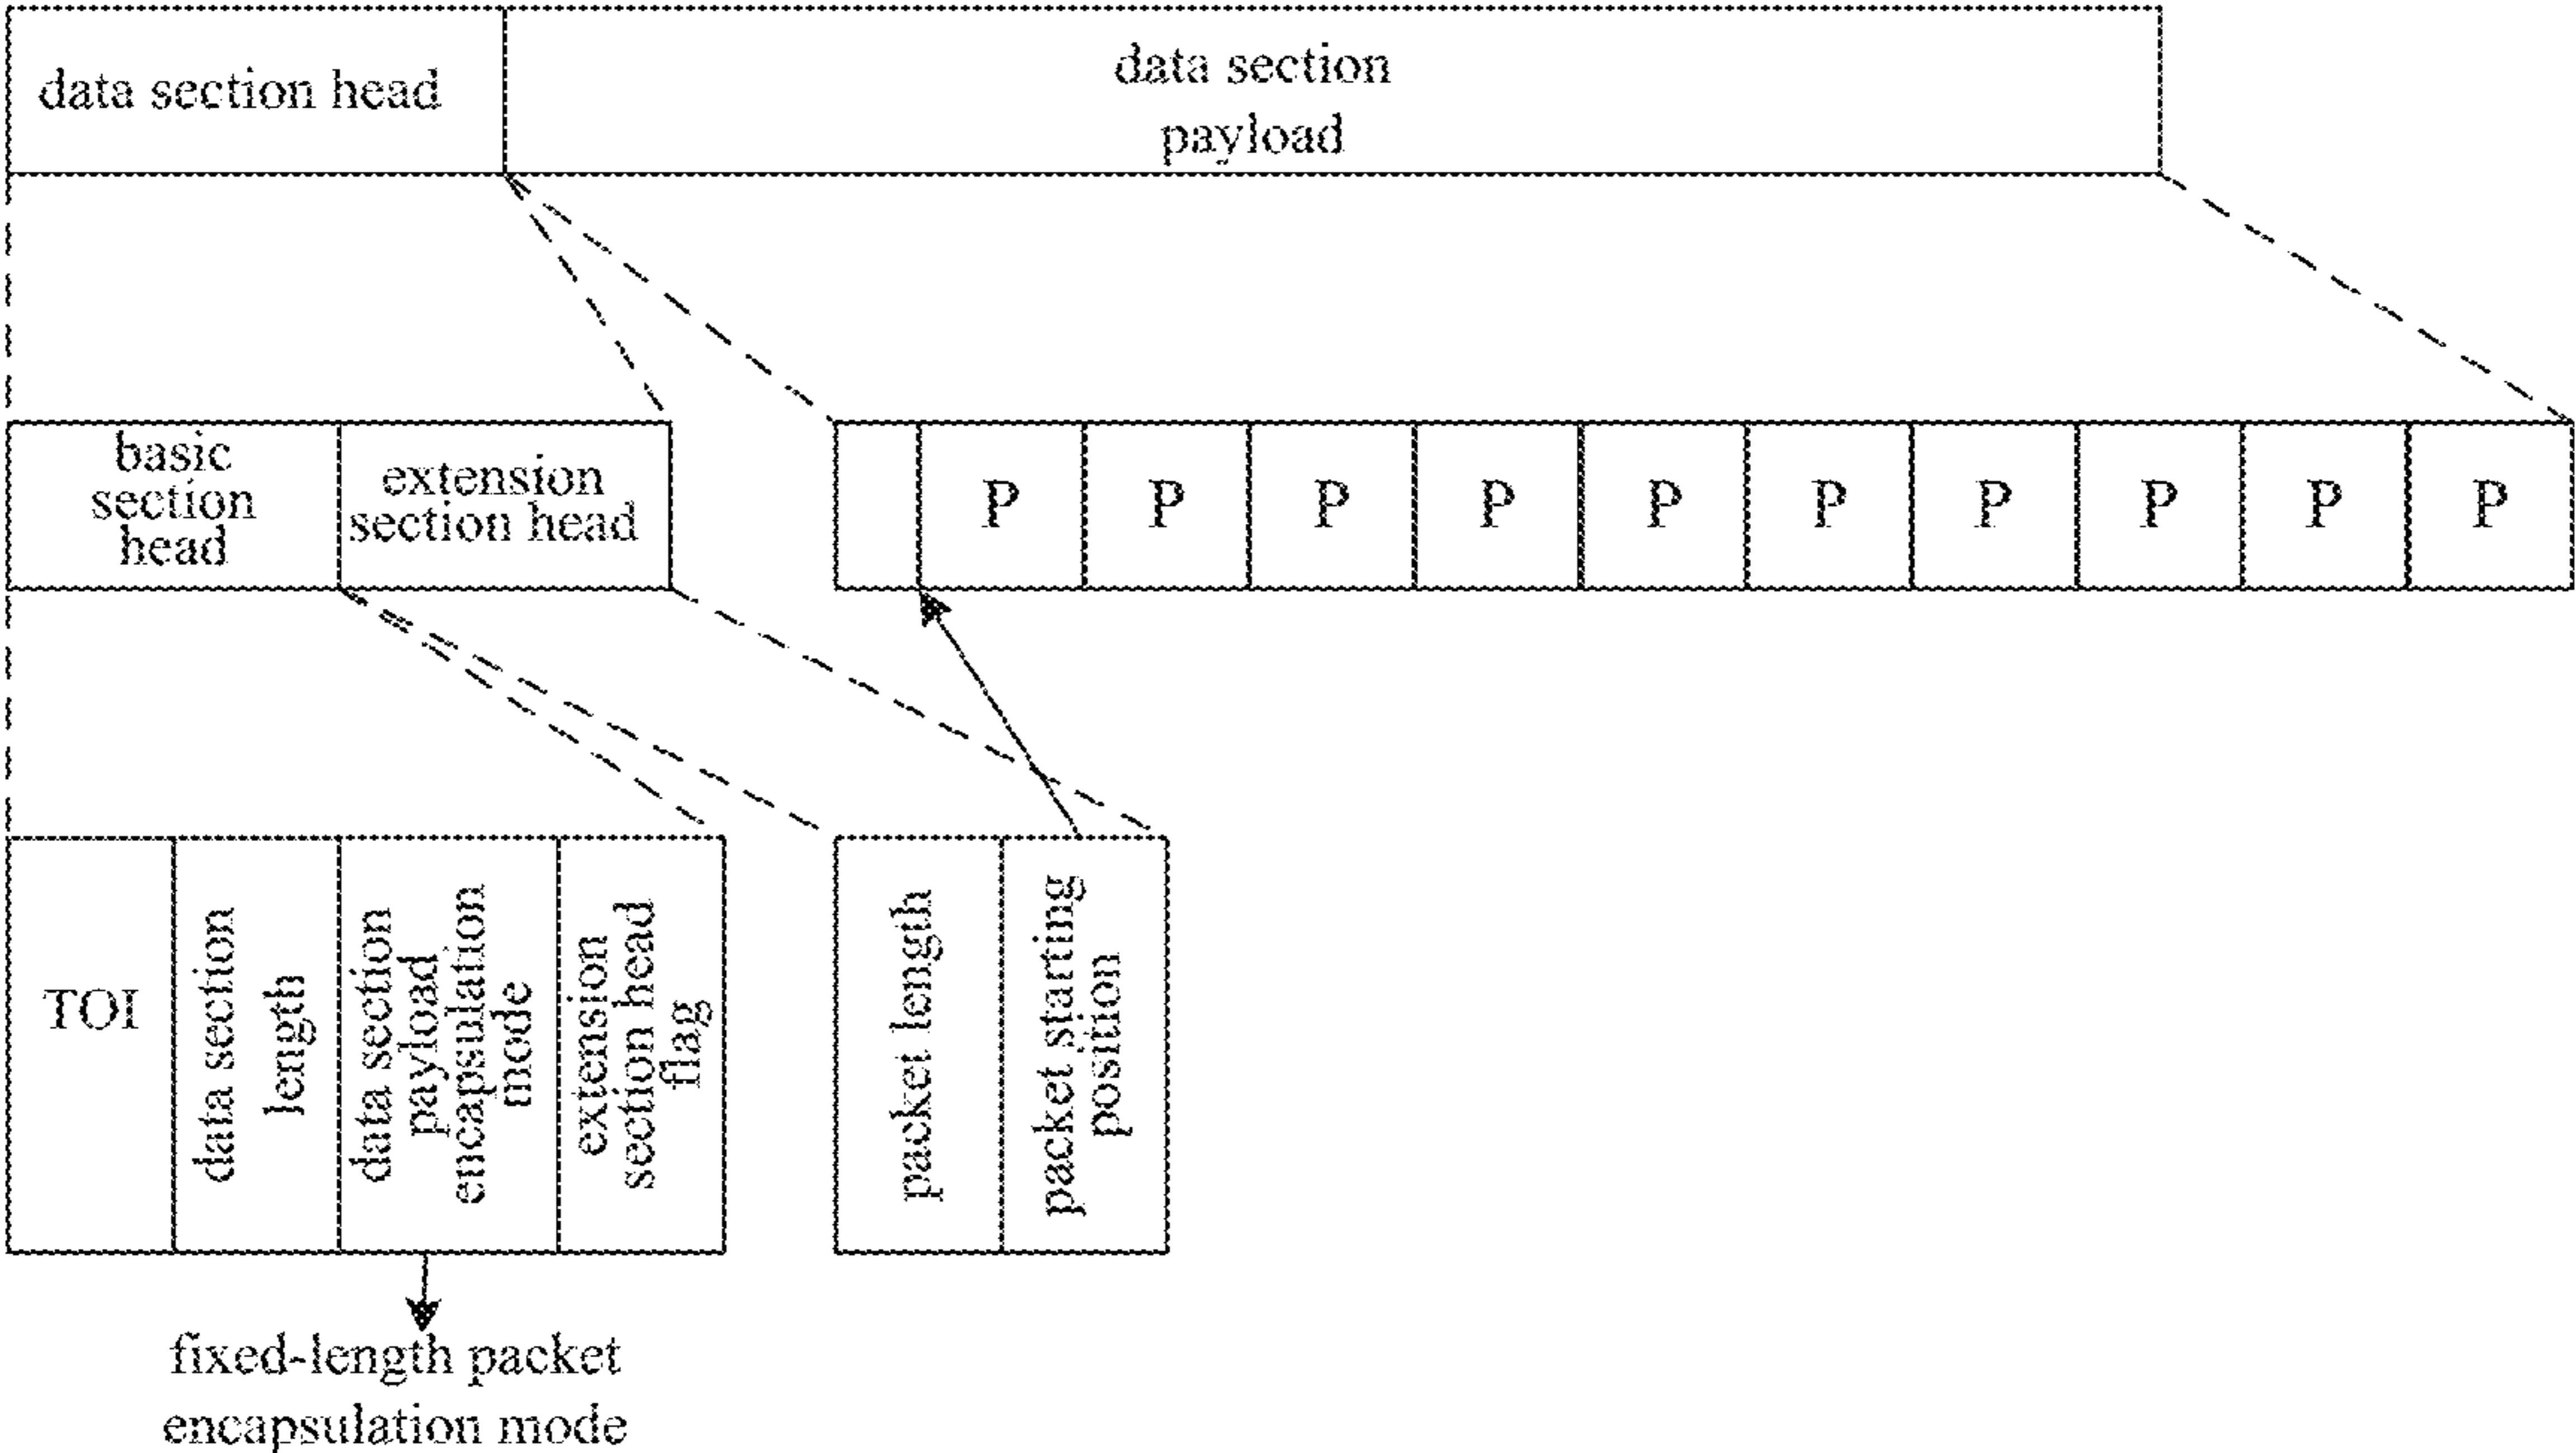 data section head
data section
payload
basic
section
head
extension
section head
P
P
P
P
P
P
P
P
P
P
TOI
data section
length
data section
payload
encapsulation
mode
extension
section head
flag
packet length
packet starting
position
fixed-length packet
encapsulation mode